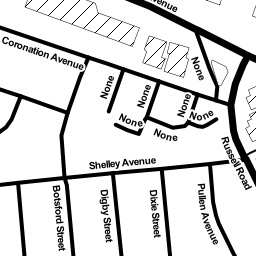 Avenue
Coronation Avenue
None
None
None
None
None
None
None
Shelley Avenue
Russell Road
Botsford Street
Digby Street
Dixie Street
Pullen Avenue